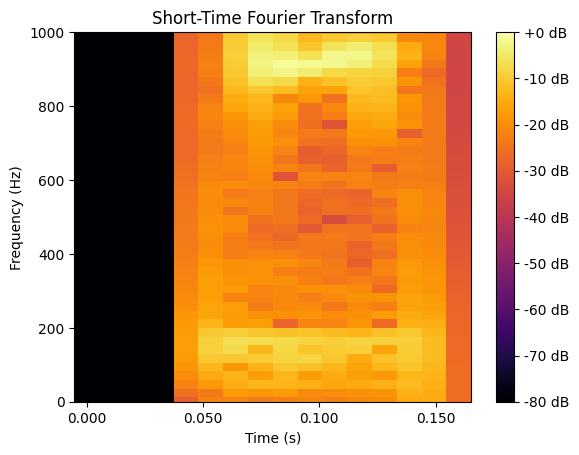 Short-Time Fourier Transform
1000
800
600
400
200
0
Frequency (Hz)
0.000
0.050
0.100
0.150
Time (s)
+0 dB
-10 dB
-20 dB
-30 dB
-40 dB
-50 dB
-60 dB
-70 dB
-80 dB